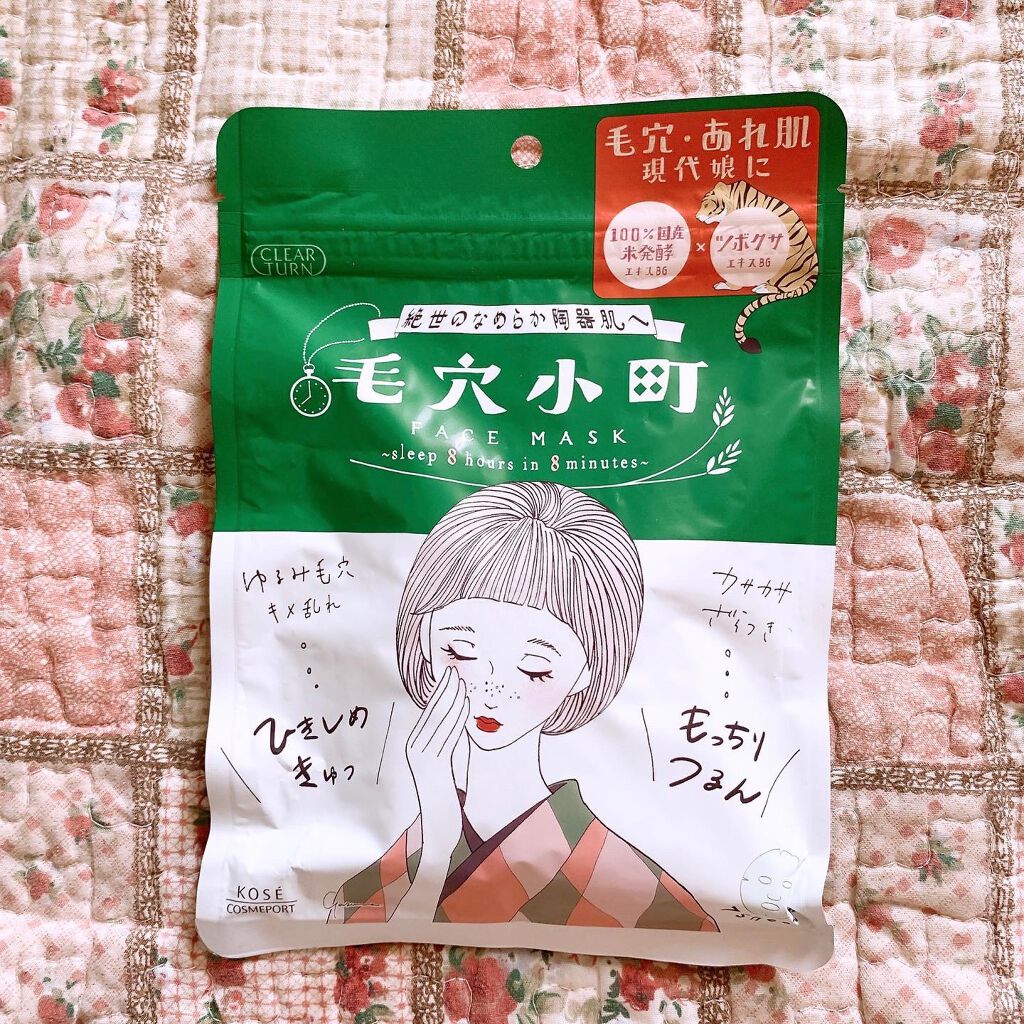 毛穴・あれ肌
現代娘に
100%国産
米発酵
エキスBG
×
ツボクサ
エキスBG
CICA
CLEAR
TURN
絶世のなめらか陶器肌へ
毛穴小町
FACE MASK
~sleep 8 hours in 8 minutes~
ゆるみ毛穴
キメ乱れ
ひきしめ
きゅっ
カサカサ
ざらつき
もっちり
つるん
KOSÉ
COSMEPORT